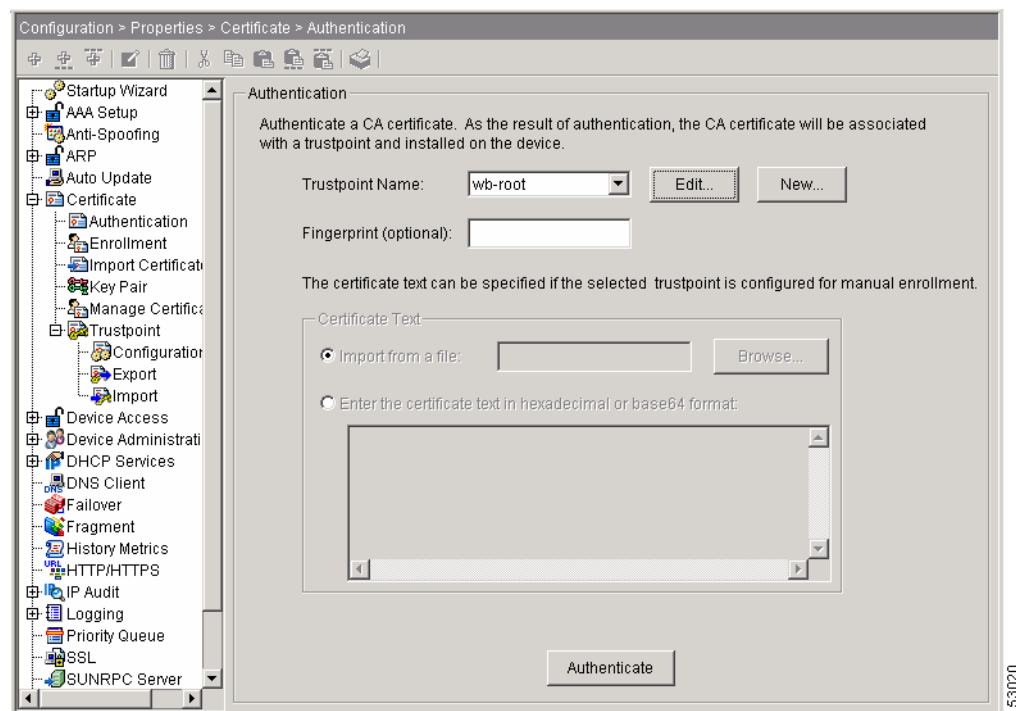 Configuration > Properties > Certificate > Authentication
Startup Wizard
AAA Setup
Anti-Spoofing
ARP
Auto Update
Certificate
Authentication
Enrollment
Import Certificat
Key Pair
Manage Certifica
Trustpoint
Configuration
Export
Import
Device Access
Device Administrati
DHCP Services
DNS DNS Client
Failover
Fragment
History Metrics
URL HTTP/HTTPS
IP Audit
Logging
Priority Queue
SSL
SUNRPC Server
Authentication
Authenticate a CA certificate. As the result of authentication, the CA certificate will be associated
with a trustpoint and installed on the device.
Trustpoint Name: wb-root Edit... New...
Fingerprint (optional):
The certificate text can be specified if the selected trustpoint is configured for manual enrollment.
Certificate Text
Import from a file: Browse...
Enter the certificate text in hexadecimal or base64 format:
Authenticate
53020